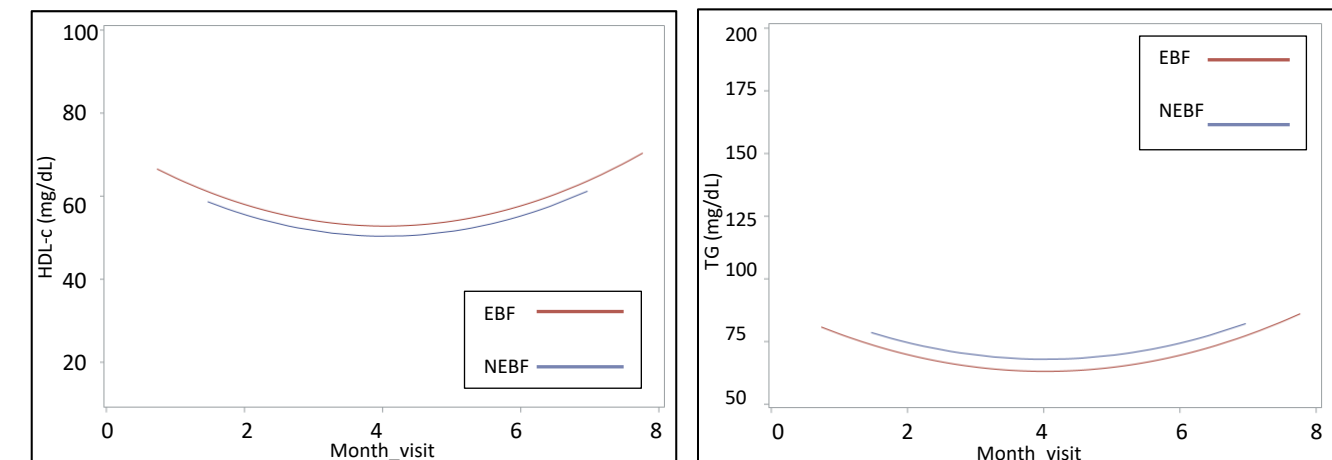 100
80
60
40
20
HDL-c (mg/dL)
EBF
NEBF
0 2 4 6 8
Month_visit
200
175
150
125
100
75
50
TG (mg/dL)
EBF
NEBF
0 2 4 6 8
Month_visit